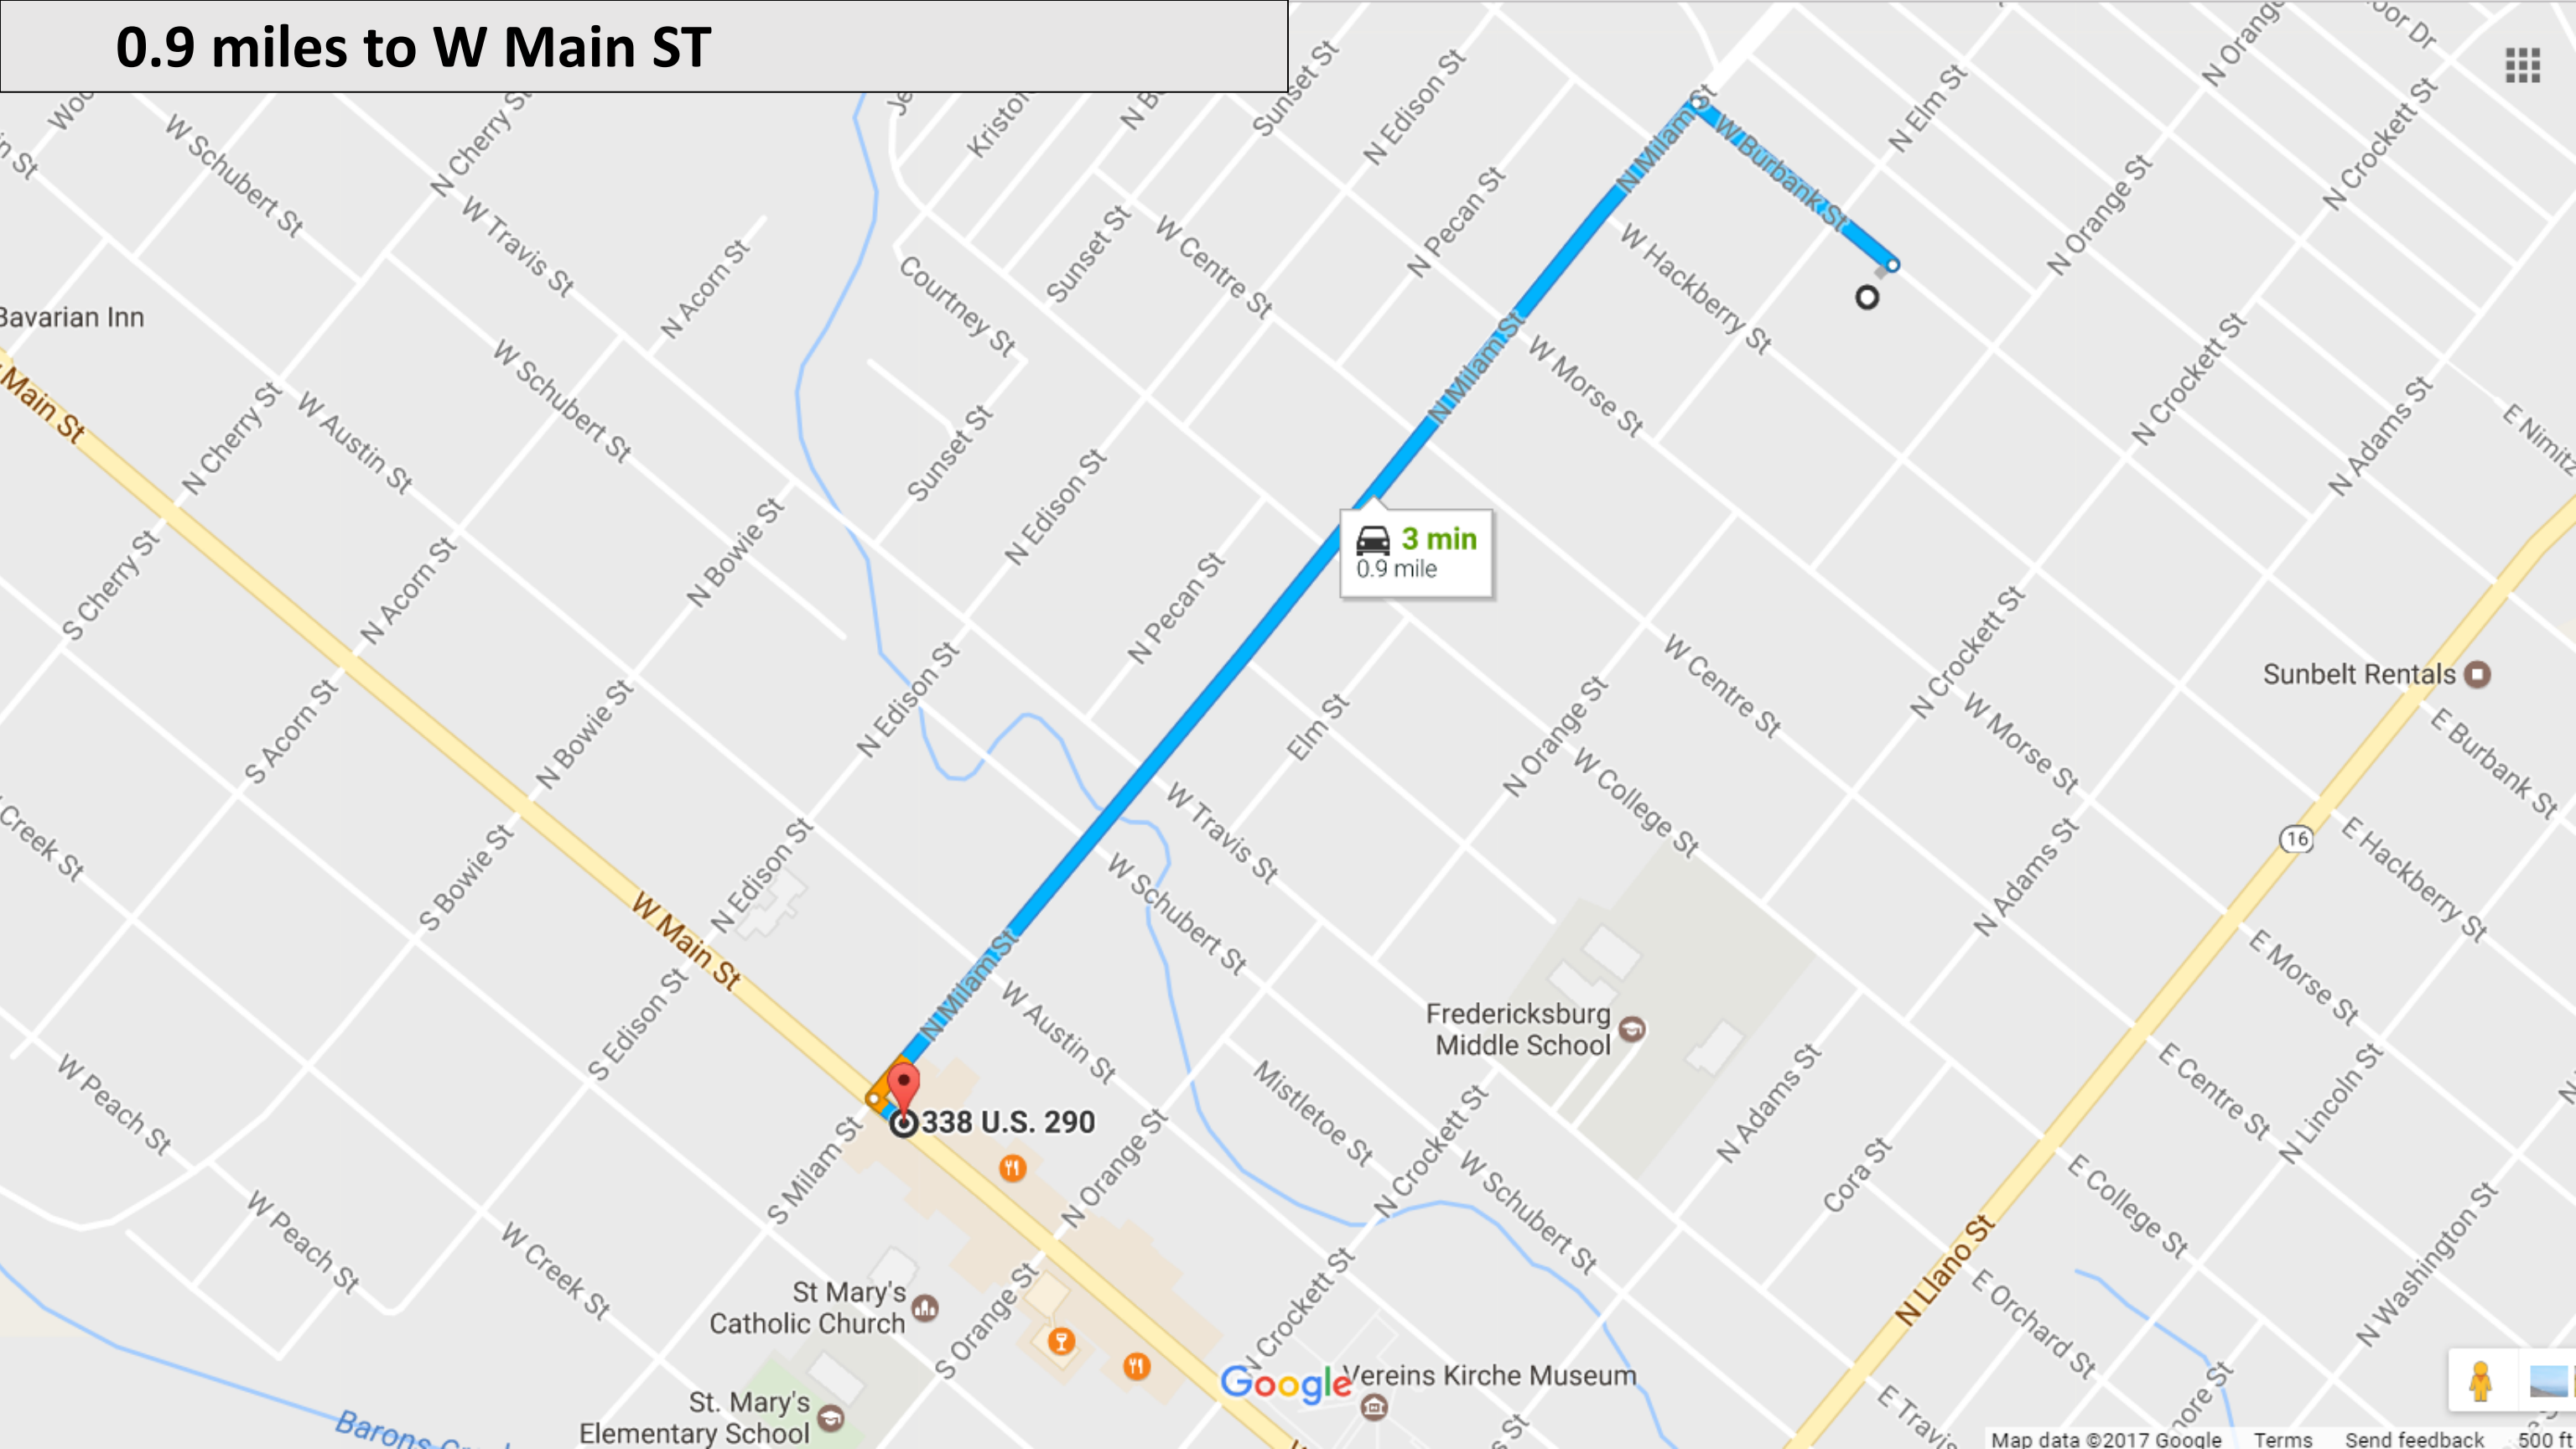 0.9 miles to W Main ST
W Schubert St
N Cherry St
W Travis St
N Acorn St
Bavarian Inn
Main St
W Schubert St
N Cherry St
W Austin St
S Cherry St
N Acorn St
N Bowie St
S Acorn St
N Bowie St
Creek St
S Bowie St
W Main St
N Edison St
S Edison St
N Edison St
N Edison St
Sunset St
Courtney St
Sunset St
W Centre St
Sunset St
N Edison St
N Pecan St
N Pecan St
N Milam St
W Burbank St
N Elm St
N Orange St
N Crockett St
N Orange St
W Hackberry St
N Milam St
W Morse St
N Crockett St
N Adams St
E Nimitz
3 min
0.9 mile
W Centre St
N Crockett St
W Morse St
Sunbelt Rentals
E Burbank St
16
E Hackberry St
Elm St
N Orange St
W College St
W Travis St
W Schubert St
N Adams St
E Morse St
N Milam St
W Austin St
Fredericksburg
Middle School
338 U.S. 290
Mistletoe St
N Crockett St
N Adams St
E Centre St
N Lincoln St
W Peach St
S Milam St
N Orange St
W Schubert St
Cora St
E College St
W Peach St
W Creek St
St Mary's
Catholic Church
S Orange St
N Crockett St
N Llano St
E Orchard St
N Washington St
St. Mary's
Elementary School
Google
Vereins Kirche Museum
E Travis
Barons
Map data ©2017 Google Terms Send feedback 500 ft